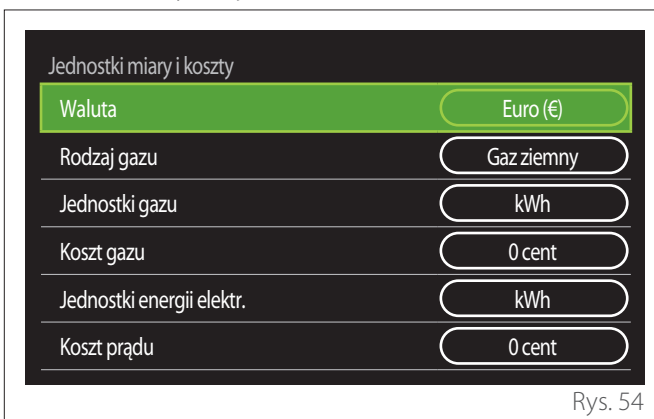 Jednostki miary i koszty
Waluta Euro (€)
Rodzaj gazu Gaz ziemny
Jednostki gazu kWh
Koszt gazu 0 cent
Jednostki energii elektr. kWh
Koszt prądu 0 cent
Rys. 54